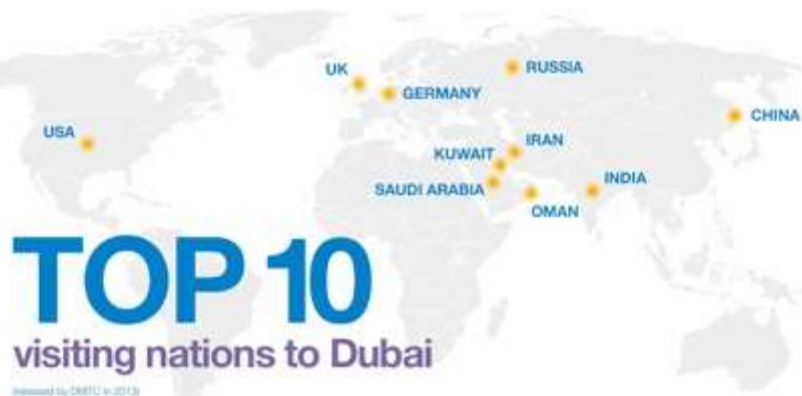 UK
RUSSIA
GERMANY
CHINA
USA
IRAN
KUWAIT
INDIA
SAUDI ARABIA
OMAN
TOP 10
visiting nations to Dubai